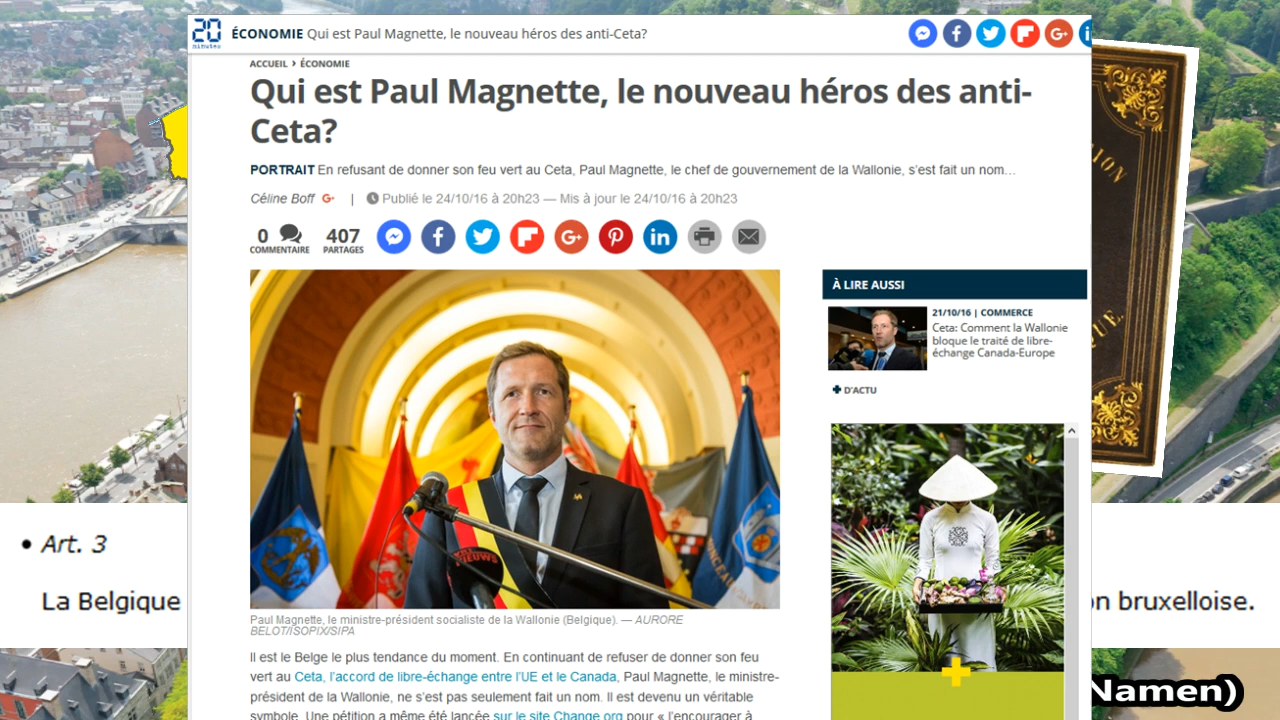 20 minutes ÉCONOMIE Qui est Paul Magnette, le nouveau héros des anti-Ceta?
ACCUEIL › ÉCONOMIE
Qui est Paul Magnette, le nouveau héros des anti-
Ceta?
PORTRAIT En refusant de donner son feu vert au Ceta, Paul Magnette, le chef de gouvernement de la Wallonie, s'est fait un nom...
Céline Boff G+ | Publié le 24/10/16 à 20h23 — Mis à jour le 24/10/16 à 20h23
0 407
COMMENTAIRE PARTAGES
À LIRE AUSSI
21/10/16 | COMMERCE
Ceta: Comment la Wallonie
bloque le traité de libre-
échange Canada-Europe
+ D'ACTU
Paul Magnette, le ministre-président socialiste de la Wallonie (Belgique). — AURORE
BELOT/ISOPIX/SIPA
Il est le Belge le plus tendance du moment. En continuant de refuser de donner son feu
vert au Ceta, l'accord de libre-échange entre l'UE et le Canada, Paul Magnette, le ministre-
président de la Wallonie, ne s'est pas seulement fait un nom. Il est devenu un véritable
symbole. Une pétition a même été lancée sur le site Change.org pour « l'encourager à
• Art. 3
La Belgique
on bruxelloise.
Namen)